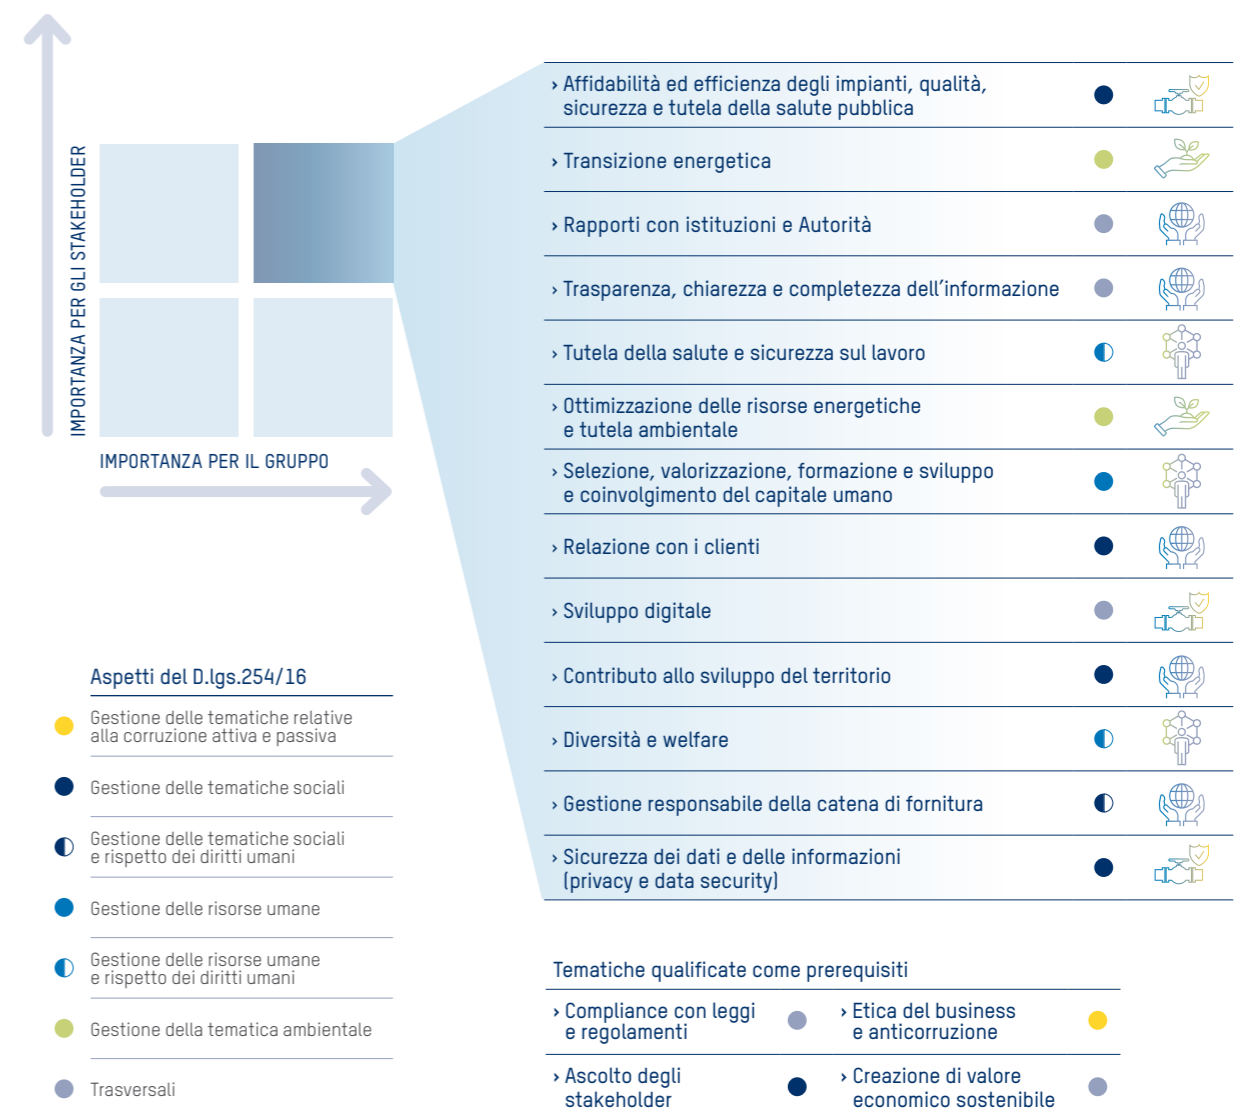 IMPORTANZA PER GLI STAKEHOLDER
IMPORTANZA PER IL GRUPPO
› Affidabilità ed efficienza degli impianti, qualità,
sicurezza e tutela della salute pubblica
› Transizione energetica
› Rapporti con istituzioni e Autorità
› Trasparenza, chiarezza e completezza dell'informazione
› Tutela della salute e sicurezza sul lavoro
› Ottimizzazione delle risorse energetiche
e tutela ambientale
› Selezione, valorizzazione, formazione e sviluppo
e coinvolgimento del capitale umano
› Relazione con i clienti
› Sviluppo digitale
› Contributo allo sviluppo del territorio
› Diversità e welfare
› Gestione responsabile della catena di fornitura
› Sicurezza dei dati e delle informazioni
(privacy e data security)
Aspetti del D.lgs.254/16
Gestione delle tematiche relative
alla corruzione attiva e passiva
Gestione delle tematiche sociali
Gestione delle tematiche sociali
e rispetto dei diritti umani
Gestione delle risorse umane
Gestione delle risorse umane
e rispetto dei diritti umani
Gestione della tematica ambientale
Trasversali
Tematiche qualificate come prerequisiti
› Compliance con leggi
e regolamenti
› Etica del business
e anticorruzione
› Ascolto degli
stakeholder
› Creazione di valore
economico sostenibile